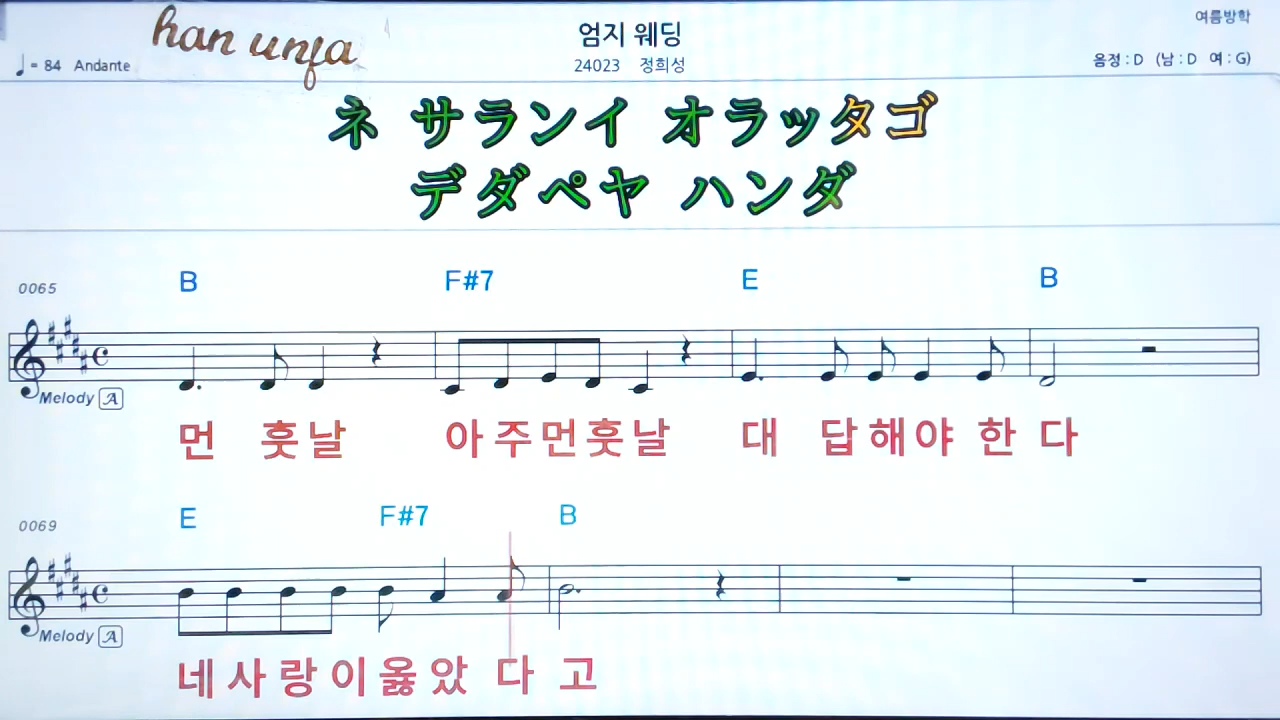 여름방학
han unfa
엄지 웨딩
♩= 84 Andante
24023 정희성
음정 : D (남 : D 여 : G)
ネ サランイ オラッタゴ
デダペヤ ハンダ
0065
B F#7 E B
Melody A
먼 훗날 아주먼훗날 대 답해야 한 다
0069
E F#7 B
Melody A
네사랑이옳았 다 고